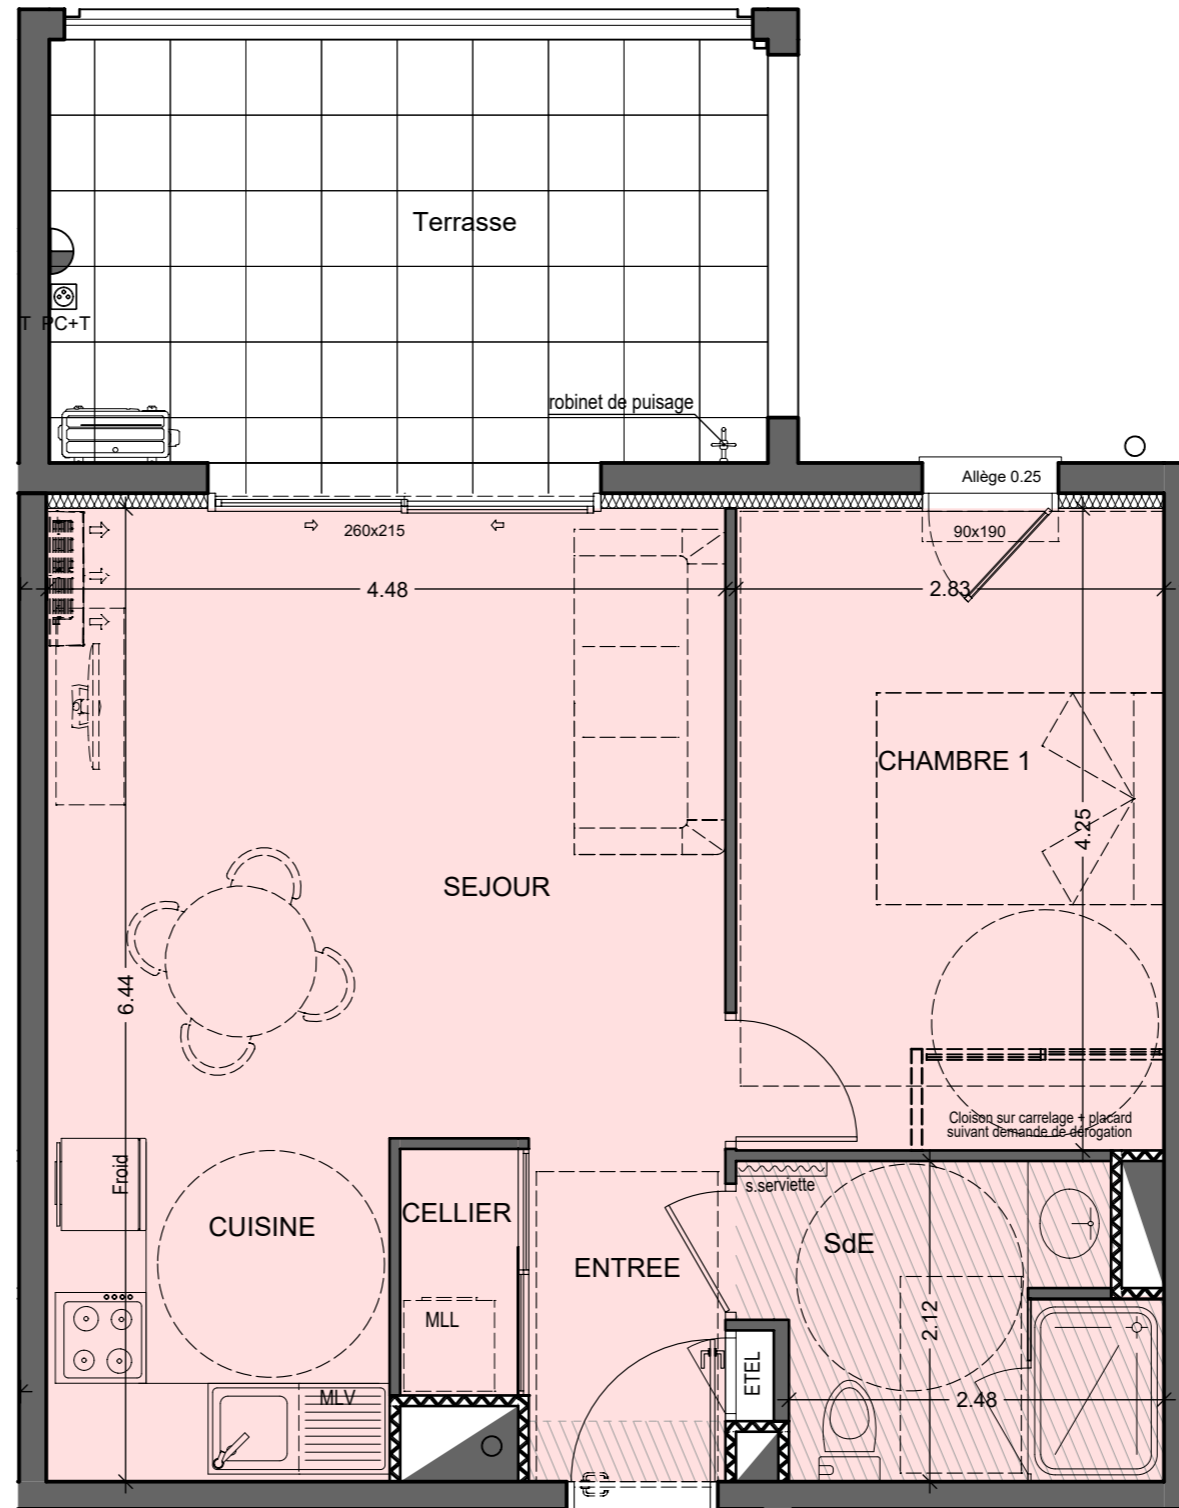 Terrasse
T PC+T
robinet de puisage
Allège 0.25
260x215
90x190
4.48
2.83
CHAMBRE 1
4.25
SEJOUR
6.44
Cloison sur carrelage + placard
suivant demande de dérogation
Froid
CELLIER
s.serviette
CUISINE
SdE
ENTREE
MLL
2.12
ETEL
MLV
2.48